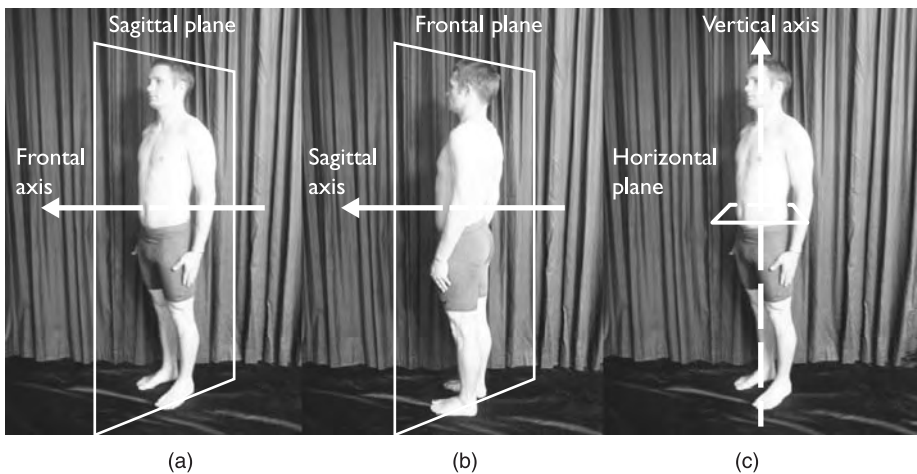 Sagittal plane
Frontal
axis
(a)
Frontal plane
Sagittal
axis
(b)
Vertical axis
Horizontal
plane
(c)